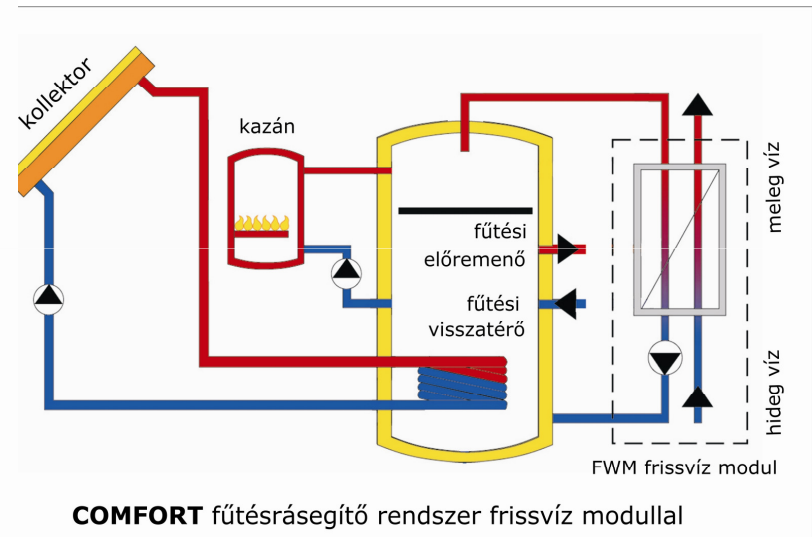 kollektor
kazán
fűtési
előremenő
fűtési
visszatérő
meleg víz
hideg víz
FWM frissvíz modul
COMFORT fűtésrásegítő rendszer frissvíz modullal